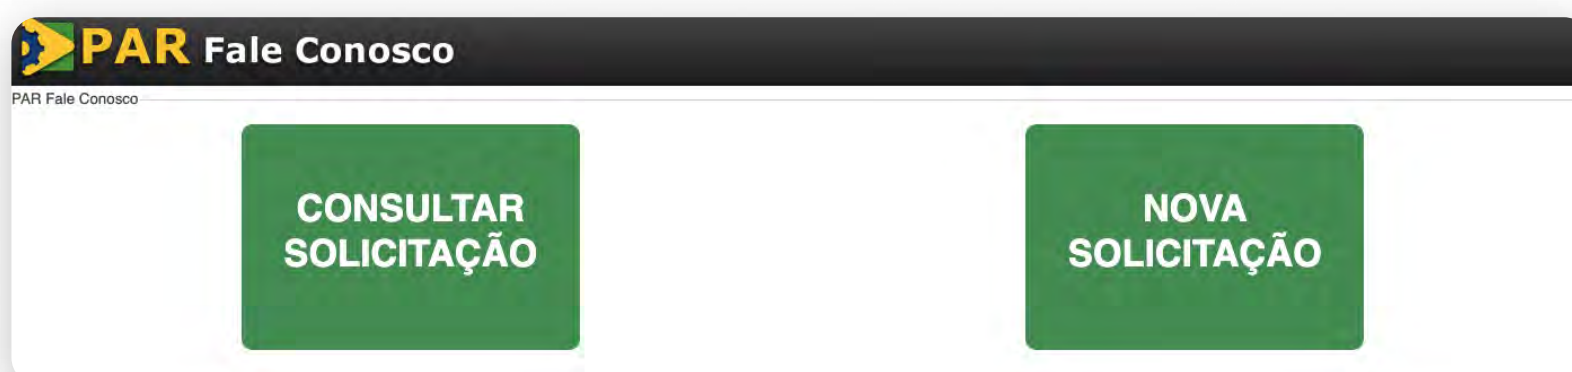 PAR Fale Conosco
PAR Fale Conosco
CONSULTAR
SOLICITAÇÃO
NOVA
SOLICITAÇÃO